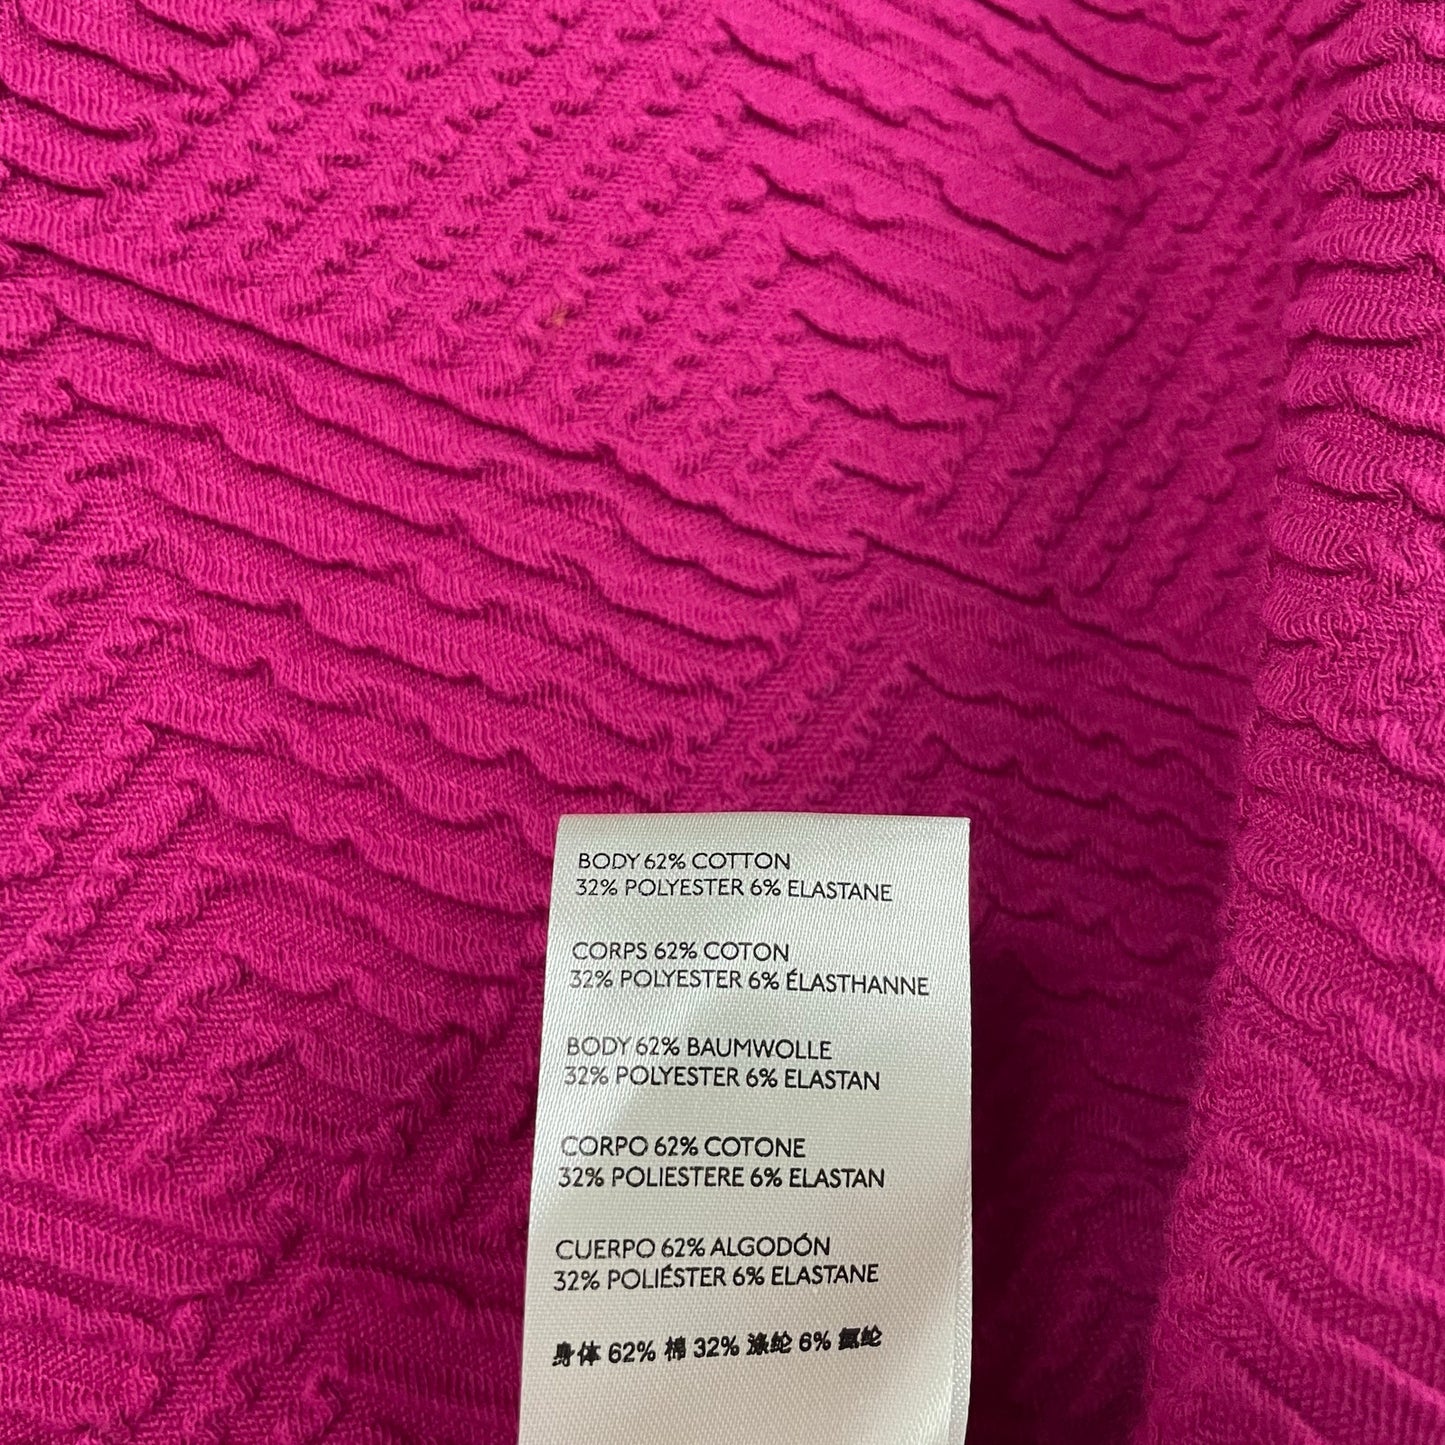 BODY 62% COTTON
32% POLYESTER 6% ELASTANE
CORPS 62% COTON
32% POLYESTER 6% ÉLASTHANNE
BODY 62% BAUMWOLLE
32% POLYESTER 6% ELASTAN
CORPO 62% COTONE
32% POLIESTERE 6% ELASTAN
CUERPO 62% ALGODÓN
32% POLIÉSTER 6% ELASTANE
身体 62% 棉 32% 涤纶 6% 氨纶